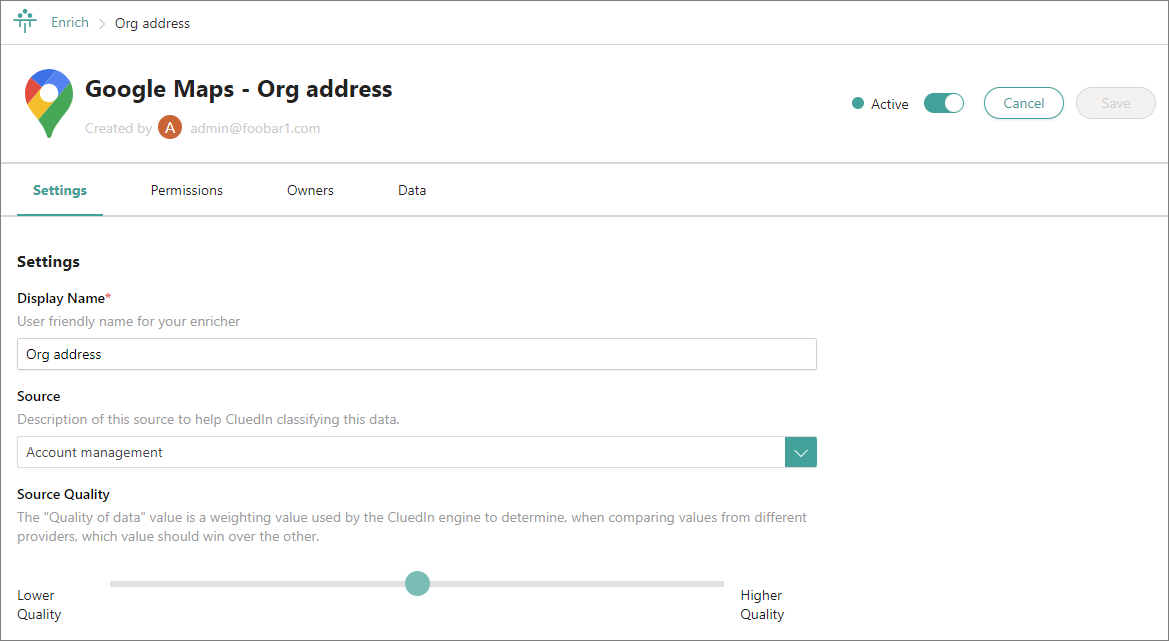 Enrich > Org address
Google Maps - Org address
Created by A admin@foobar1.com
Active
Cancel
Save
Settings
Permissions
Owners
Data
Settings
Display Name*
User friendly name for your enricher
Org address
Source
Description of this source to help CluedIn classifying this data.
Account management
Source Quality
The "Quality of data" value is a weighting value used by the CluedIn engine to determine, when comparing values from different
providers, which value should win over the other.
Lower
Quality
Higher
Quality